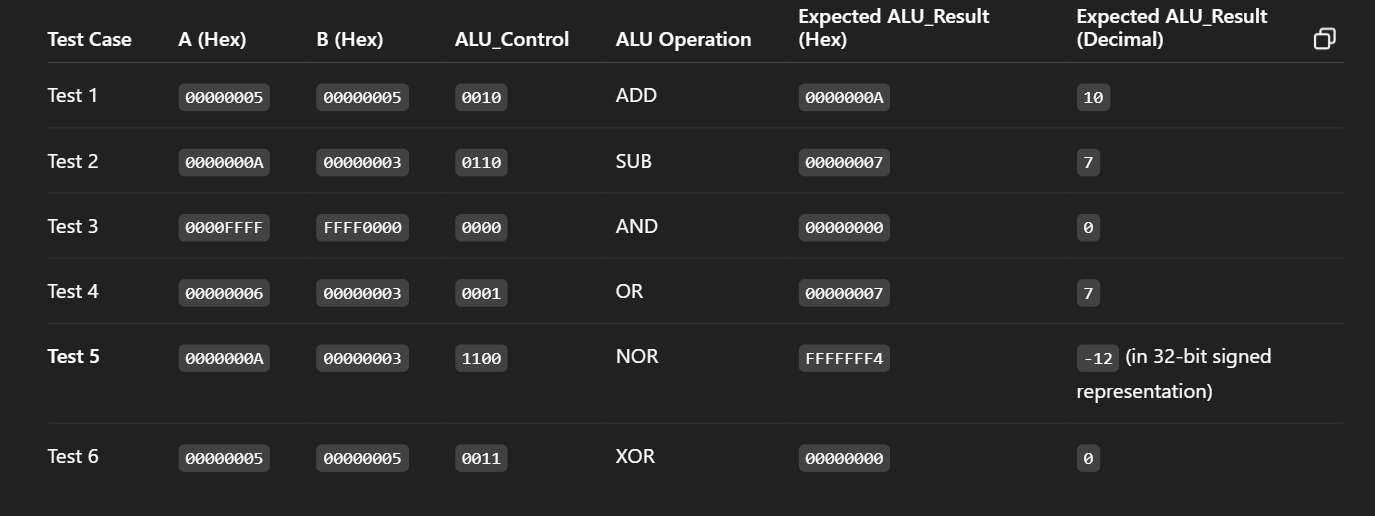 Test Case A (Hex) B (Hex) ALU_Control ALU Operation Expected ALU_Result (Hex) Expected ALU_Result (Decimal)
Test 1 00000005 00000005 0010 ADD 0000000A 10
Test 2 0000000A 00000003 0110 SUB 00000007 7
Test 3 0000FFFF FFFF0000 0000 AND 00000000 0
Test 4 00000006 00000003 0001 OR 00000007 7
Test 5 0000000A 00000003 1100 NOR FFFFFFF4 -12 (in 32-bit signed
representation)
Test 6 00000005 00000005 0011 XOR 00000000 0